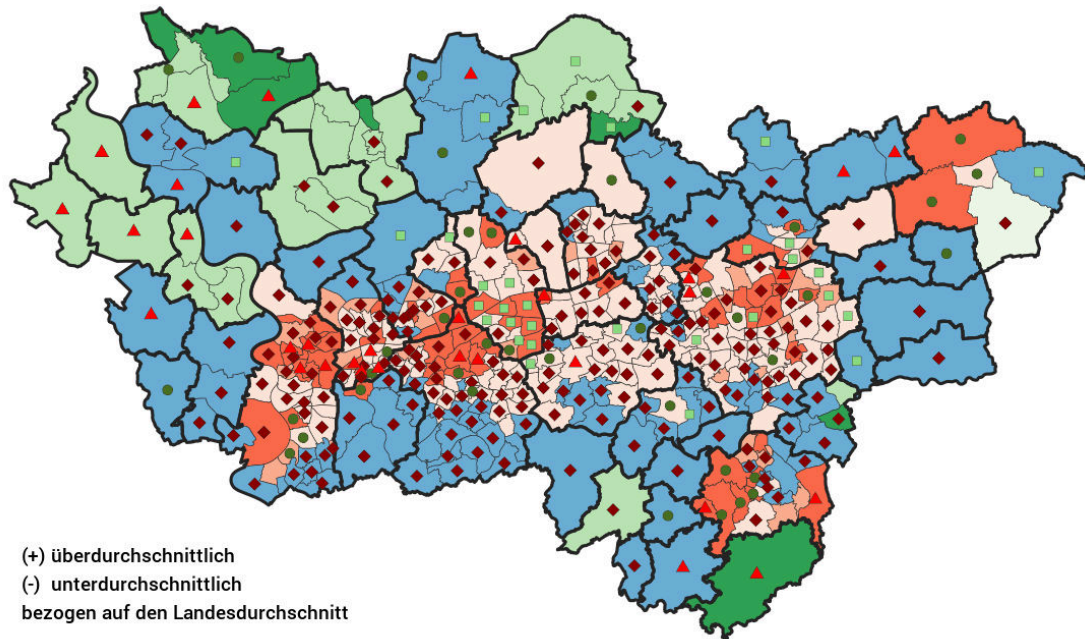 (+) überdurchschnittlich
(-) unterdurchschnittlich
bezogen auf den Landesdurchschnitt